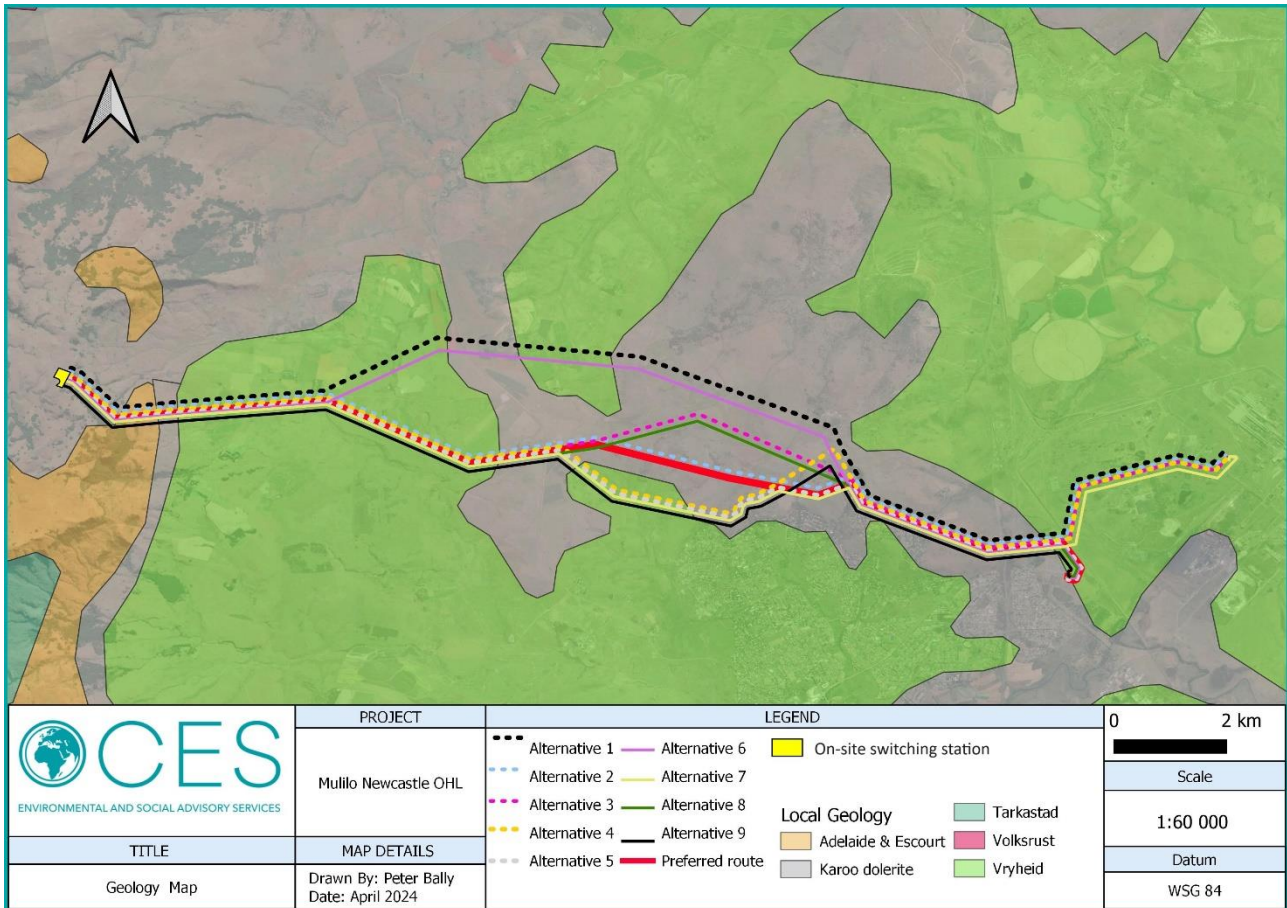 CES
ENVIRONMENTAL AND SOCIAL ADVISORY SERVICES
TITLE
Geology Map
PROJECT
Mulilo Newcastle OHL
MAP DETAILS
Drawn By: Peter Bally
Date: April 2024
LEGEND
Alternative 1
Alternative 2
Alternative 3
Alternative 4
Alternative 5
Alternative 6
Alternative 7
Alternative 8
Alternative 9
Preferred route
On-site switching station
Local Geology
Adelaide & Escourt
Karoo dolerite
Tarkastad
Volksrust
Vryheid
0 2 km
Scale
1:60 000
Datum
WSG 84